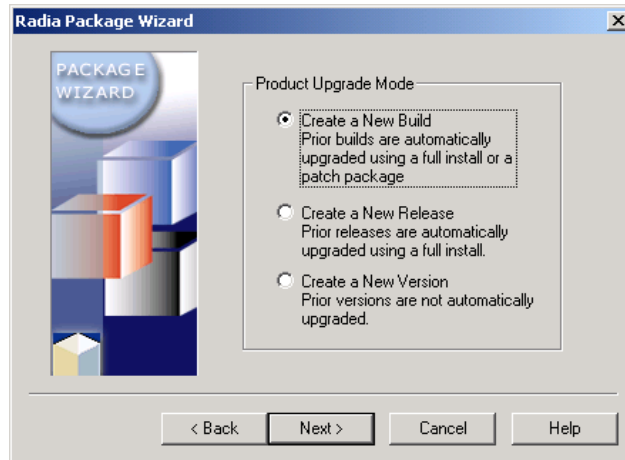 Radia Package Wizard
PACKAGE
WIZARD
Product Upgrade Mode
Create a New Build
Prior builds are automatically
upgraded using a full install or a
patch package
Create a New Release
Prior releases are automatically
upgraded using a full install.
Create a New Version
Prior versions are not automatically
upgraded.
< Back
Next >
Cancel
Help